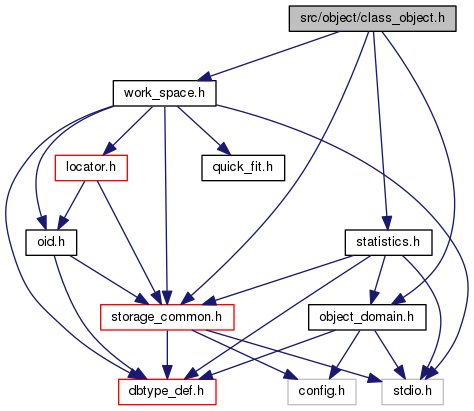 src/object/class_object.h
work_space.h
locator.h
quick_fit.h
oid.h
statistics.h
storage_common.h
object_domain.h
dbtype_def.h
config.h
stdio.h